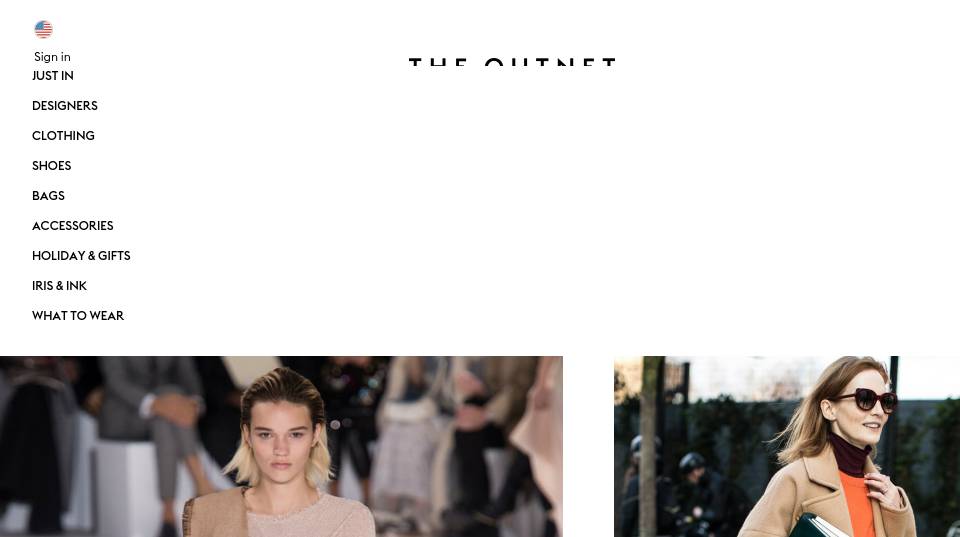 Sign in
THE OUTNET
JUST IN
DESIGNERS
CLOTHING
SHOES
BAGS
ACCESSORIES
HOLIDAY & GIFTS
IRIS & INK
WHAT TO WEAR